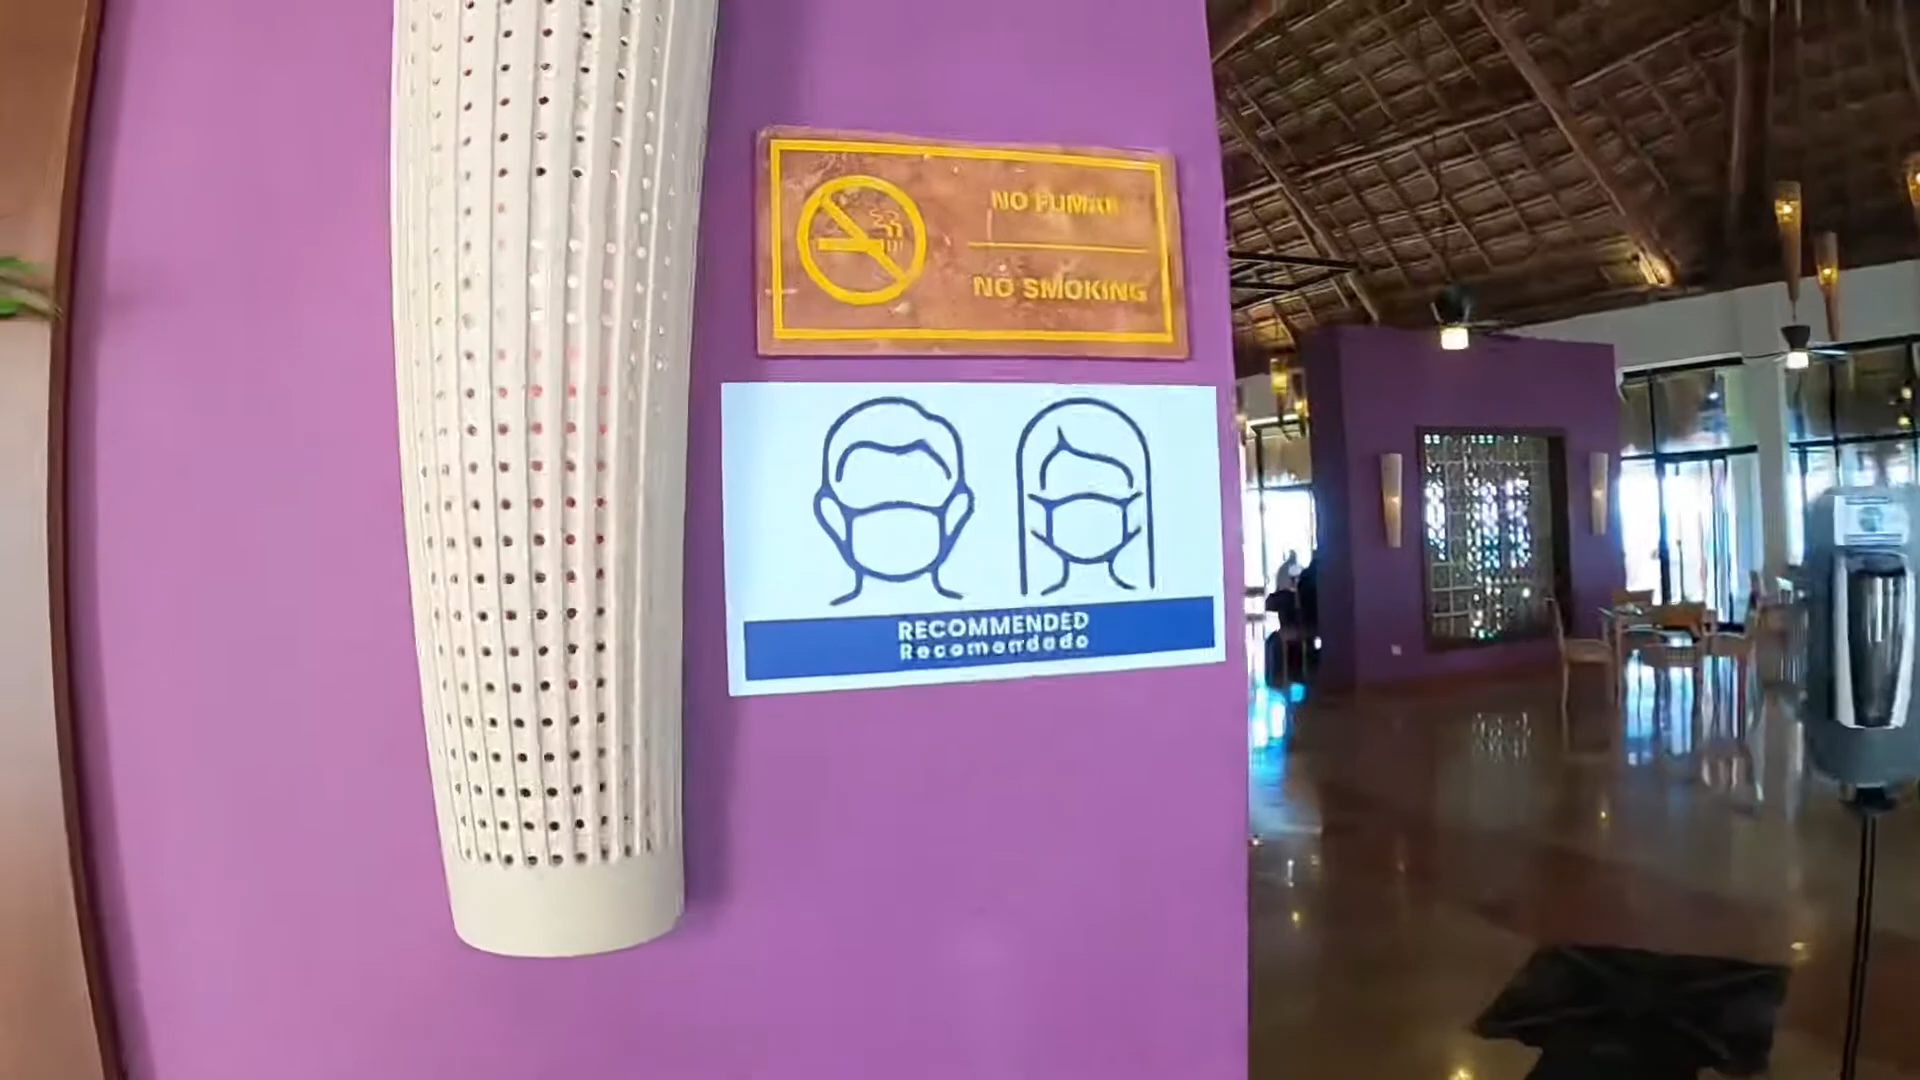 NO FUMAR
NO SMOKING
RECOMMENDED
Recomendado